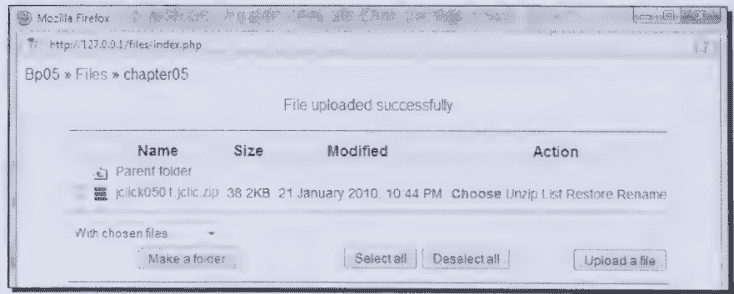 Mozilla Firefox
http://127.0.0.1/files/index.php
Bp05 » Files » chapter05
File uploaded successfully
Name Size Modified Action
Parent folder
jclick0501.jclic.zip 38.2KB 21 January 2010, 10:44 PM Choose Unzip List Restore Rename
With chosen files
Make a folder Select all Deselect all Upload a file